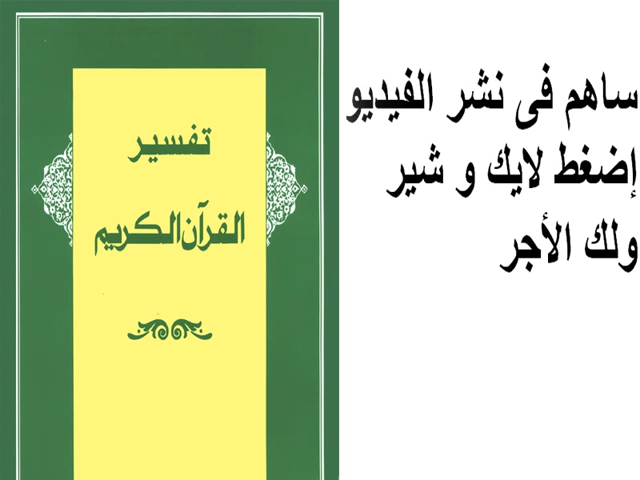 تفسير
القرآن الكريم
ساهم فى نشر الفيديو
إضغط لايك و شير
ولك الأجر